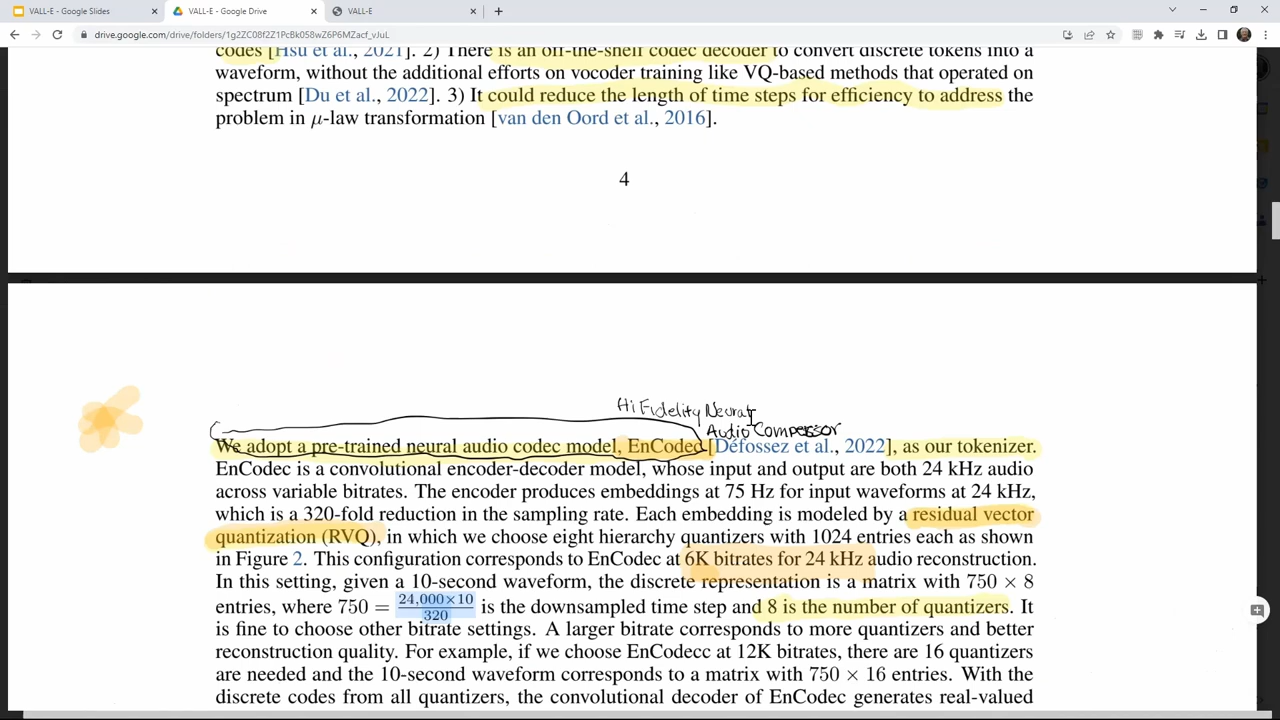 VALL-E - Google Slides
VALL-E - Google Drive
VALL-E
drive.google.com/drive/folders/1g2ZC08f2Z1PcBk058wZ6P6MZacf_vJuL
codes [Hsu et al., 2021]. 2) There is an off-the-shelf codec decoder to convert discrete tokens into a
waveform, without the additional efforts on vocoder training like VQ-based methods that operated on
spectrum [Du et al., 2022]. 3) It could reduce the length of time steps for efficiency to address the
problem in μ-law transformation [van den Oord et al., 2016].
4
Hi Fidelity Neural
Audio Compersor
We adopt a pre-trained neural audio codec model, EnCodec [Défossez et al., 2022], as our tokenizer.
EnCodec is a convolutional encoder-decoder model, whose input and output are both 24 kHz audio
across variable bitrates. The encoder produces embeddings at 75 Hz for input waveforms at 24 kHz,
which is a 320-fold reduction in the sampling rate. Each embedding is modeled by a residual vector
quantization (RVQ), in which we choose eight hierarchy quantizers with 1024 entries each as shown
in Figure 2. This configuration corresponds to EnCodec at 6K bitrates for 24 kHz audio reconstruction.
In this setting, given a 10-second waveform, the discrete representation is a matrix with 750 × 8
entries, where 750 = 24,000×10/320 is the downsampled time step and 8 is the number of quantizers. It
is fine to choose other bitrate settings. A larger bitrate corresponds to more quantizers and better
reconstruction quality. For example, if we choose EnCodecc at 12K bitrates, there are 16 quantizers
are needed and the 10-second waveform corresponds to a matrix with 750 × 16 entries. With the
discrete codes from all quantizers, the convolutional decoder of EnCodec generates real-valued